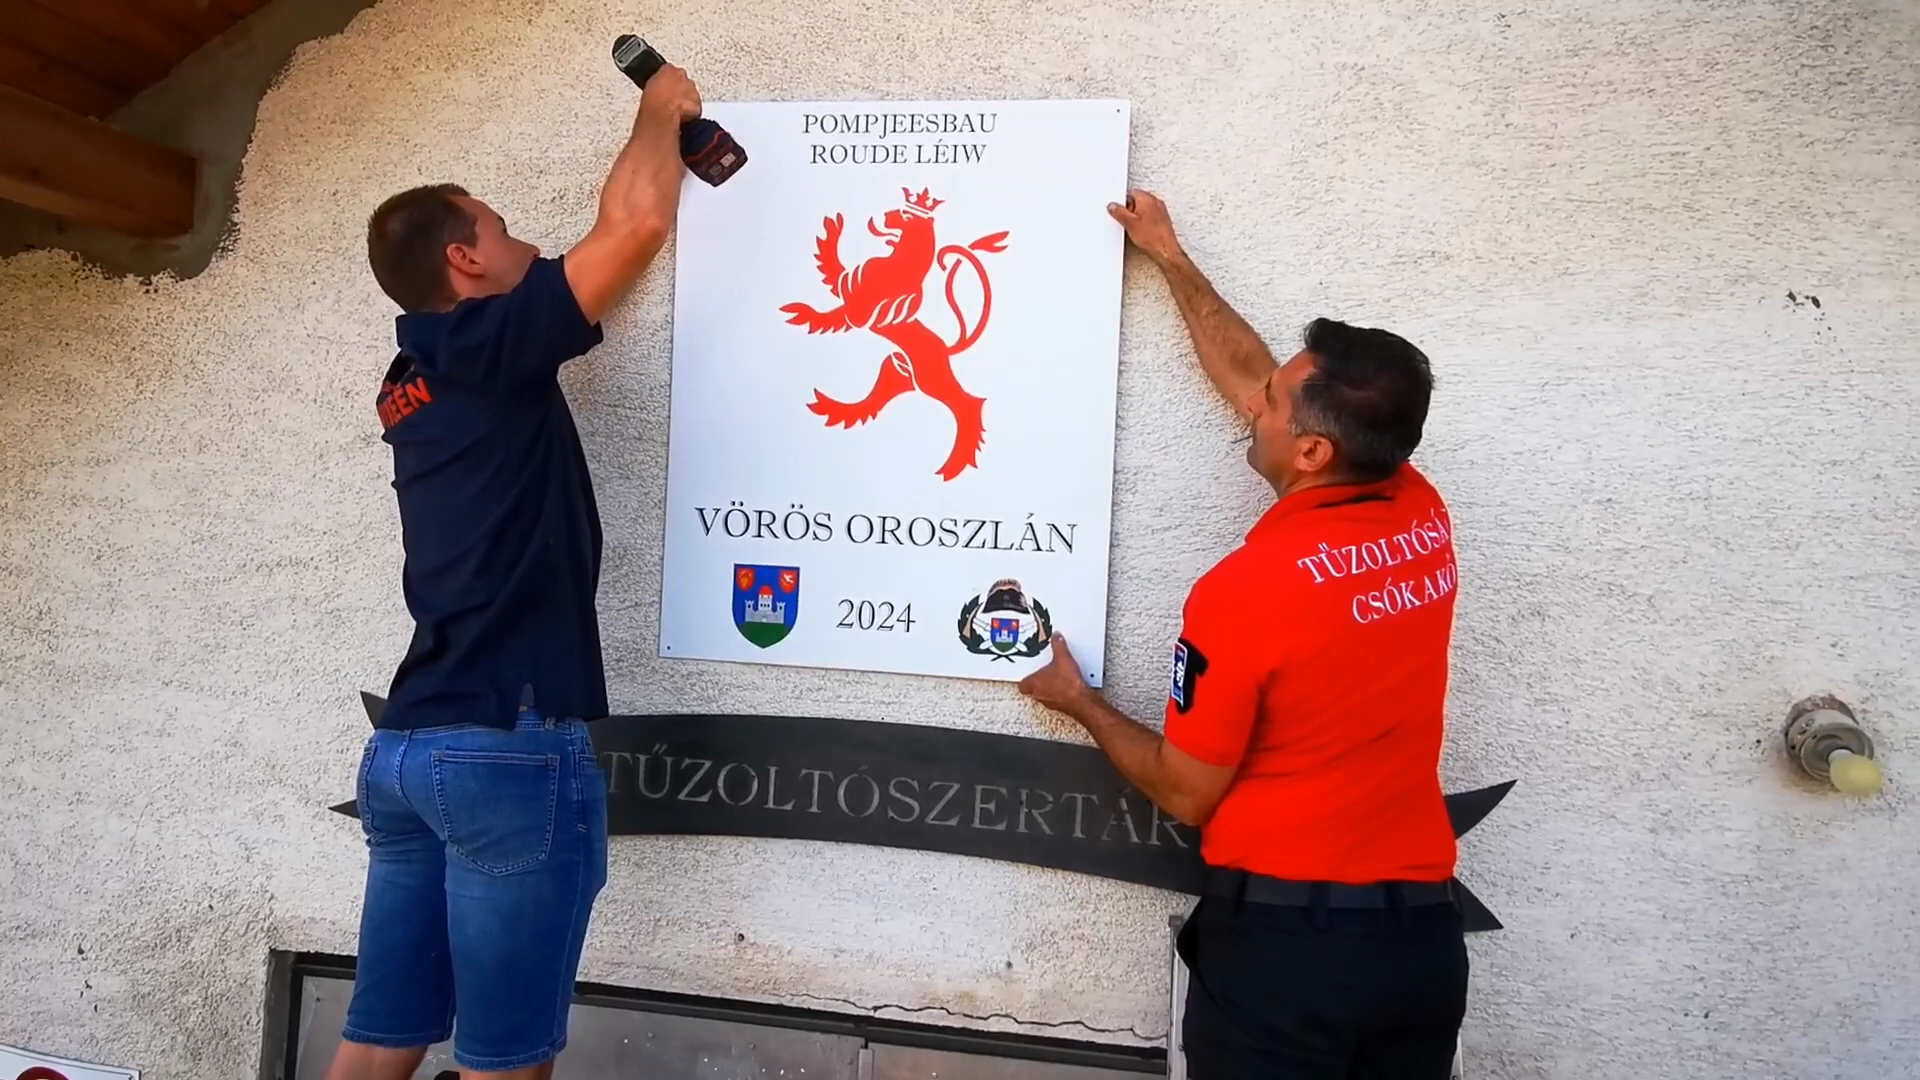 POMPJEESBAU
ROUDE LÉIW
VÖRÖS OROSZLÁN
2024
TŰZOLTÓSZERTÁR
TŰZOLTÓSÁG
CSÓKAKŐ